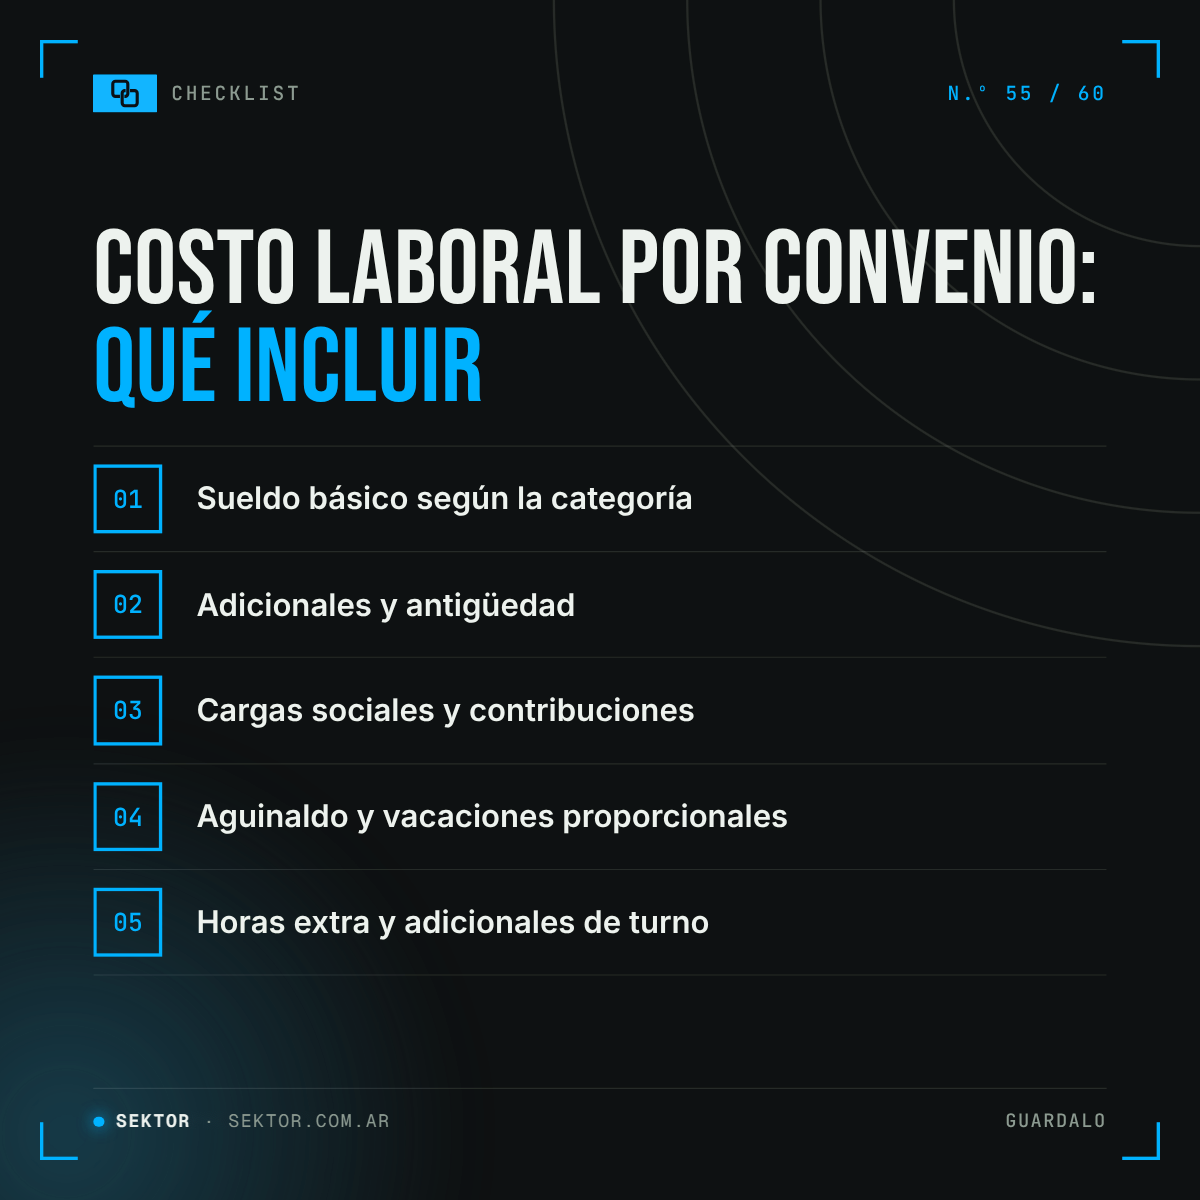 CHECKLIST
N.° 55 / 60
COSTO LABORAL POR CONVENIO:
QUÉ INCLUIR
01 Sueldo básico según la categoría
02 Adicionales y antigüedad
03 Cargas sociales y contribuciones
04 Aguinaldo y vacaciones proporcionales
05 Horas extra y adicionales de turno
SEKTOR · SEKTOR.COM.AR
GUARDALO